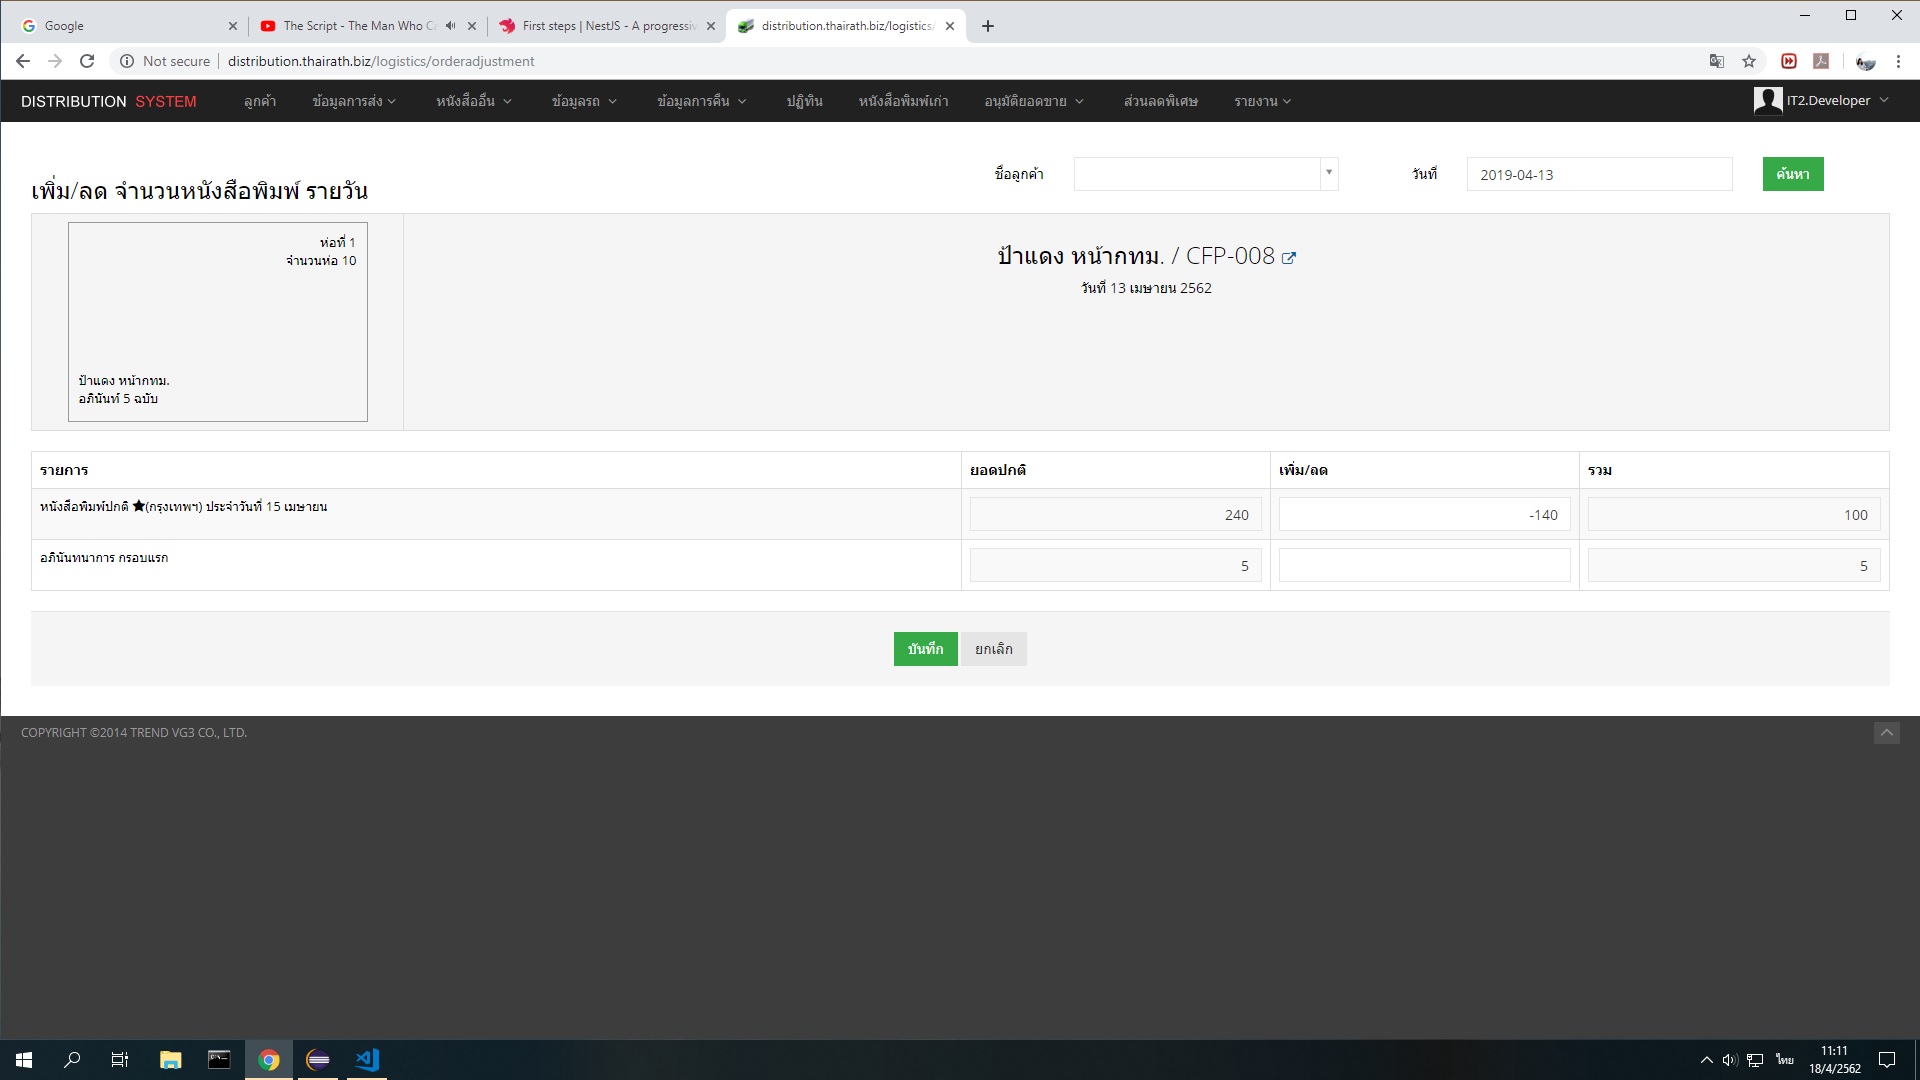 Google
The Script - The Man Who C
First steps | NestJS - A progressiv
distribution.thairath.biz/logistics/
Not secure
distribution.thairath.biz/logistics/orderadjustment
DISTRIBUTION SYSTEM
ลูกค้า
ข้อมูลการส่ง
หนังสืออื่น
ข้อมูลรถ
ข้อมูลการคืน
ปฏิทิน
หนังสือพิมพ์เก่า
อนุมัติยอดขาย
ส่วนลดพิเศษ
รายงาน
IT2.Developer
เพิ่ม/ลด จำนวนหนังสือพิมพ์ รายวัน
ชื่อลูกค้า
วันที่
2019-04-13
ค้นหา
ห่อที่ 1
จำนวนห่อ 10
ป้าแดง หน้ากทม.
อภินันท์ 5 ฉบับ
ป้าแดง หน้ากทม. / CFP-008
วันที่ 13 เมษายน 2562
รายการ ยอดปกติ เพิ่ม/ลด รวม
หนังสือพิมพ์ปกติ ★(กรุงเทพฯ) ประจำวันที่ 15 เมษายน 240 -140 100
อภินันทนาการ กรอบแรก 5 5
บันทึก ยกเลิก
COPYRIGHT ©2014 TREND VG3 CO., LTD.
ไทย
11:11
18/4/2562